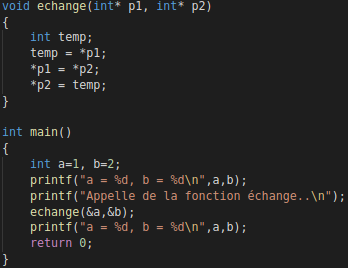 void echange(int* p1, int* p2)
{
    int temp;
    temp = *p1;
    *p1 = *p2;
    *p2 = temp;
}

int main()
{
    int a=1, b=2;
    printf("a = %d, b = %d\n",a,b);
    printf("Appelle de la fonction échange..\n");
    echange(&a,&b);
    printf("a = %d, b = %d\n",a,b);
    return 0;
}